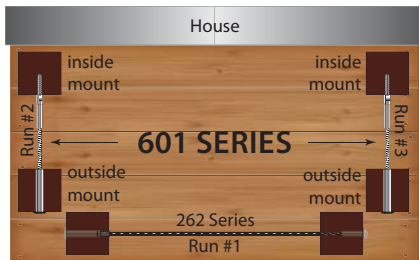 House
inside
mount
inside
mount
Run #2
601 SERIES
Run #3
outside
mount
outside
mount
262 Series
Run #1